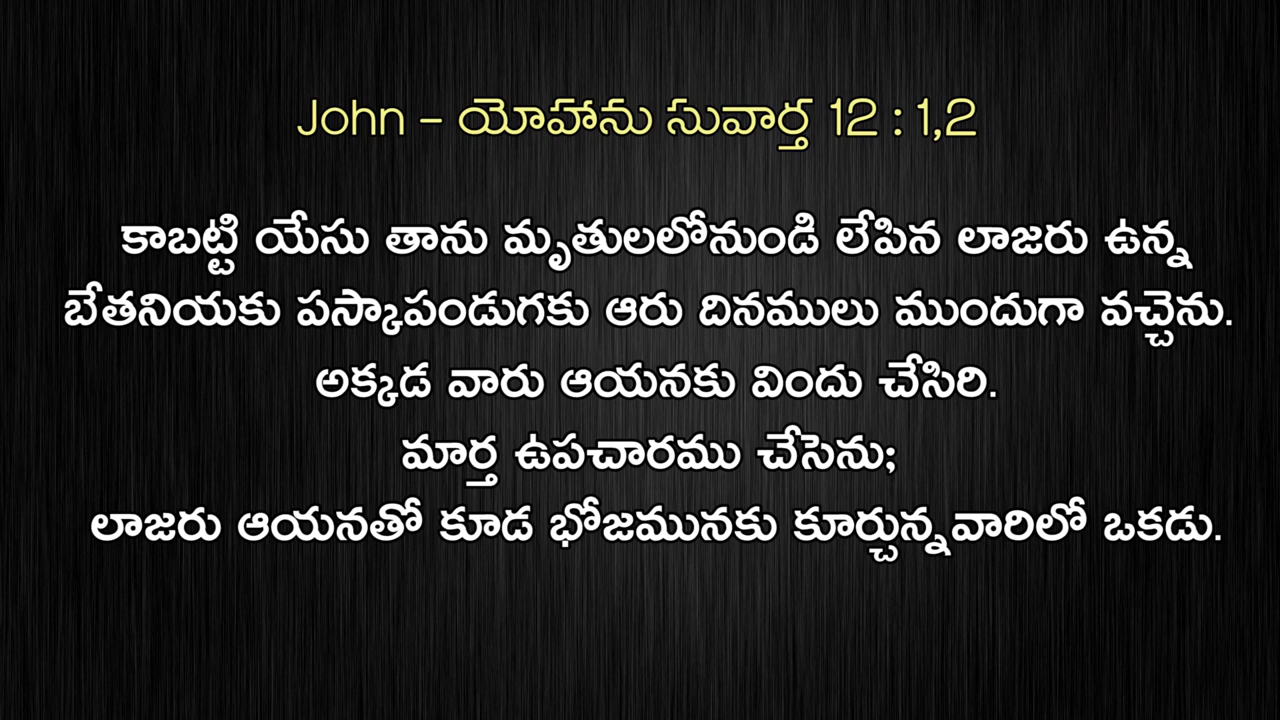 John – యోహాను సువార్త 12 : 1,2
కాబట్టి యేసు తాను మృతులలోనుండి లేపిన లాజరు ఉన్న
బేతనియకు పస్కాపండుగకు ఆరు దినములు ముందుగా వచ్చెను.
అక్కడ వారు ఆయనకు విందు చేసిరి.
మార్త ఉపచారము చేసెను;
లాజరు ఆయనతో కూడ భోజమునకు కూర్చున్నవారిలో ఒకడు.